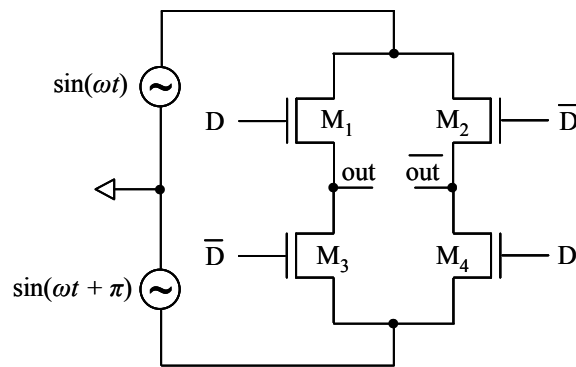 sin(ωt)
D
M₁
M₂
D̅
out
o̅u̅t̅
D̅
M₃
M₄
D
sin(ωt + π)